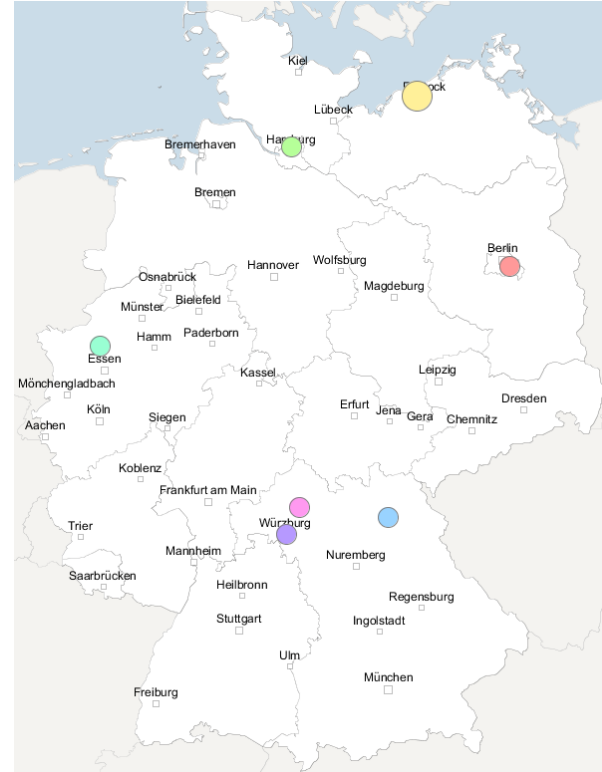 Kiel
Lübeck
Hamburg
Bremerhaven
Bremen
Berlin
Hannover
Wolfsburg
Magdeburg
Osnabrück
Bielefeld
Münster
Hamm
Paderborn
Essen
Mönchengladbach
Kassel
Leipzig
Köln
Siegen
Erfurt
Jena
Gera
Chemnitz
Dresden
Aachen
Koblenz
Frankfurt am Main
Trier
Würzburg
Mannheim
Nuremberg
Saarbrücken
Heilbronn
Regensburg
Stuttgart
Ingolstadt
Ulm
München
Freiburg